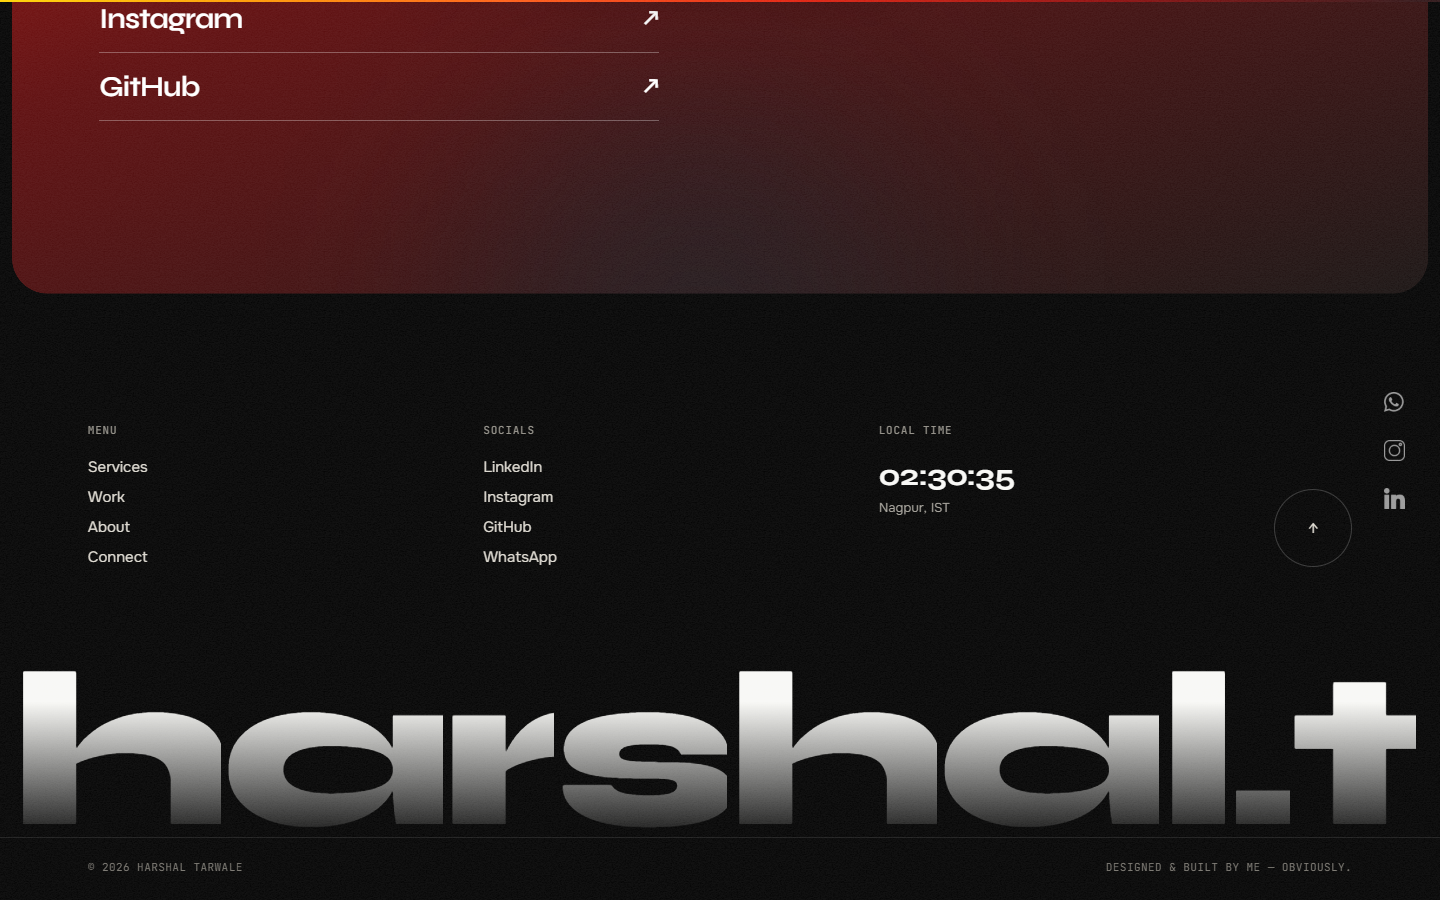 Instagram
GitHub
MENU
Services
Work
About
Connect
SOCIALS
LinkedIn
Instagram
GitHub
WhatsApp
LOCAL TIME
02:30:35
Nagpur, IST
in
harshal.t
© 2026 HARSHAL TARWALE
DESIGNED & BUILT BY ME — OBVIOUSLY.